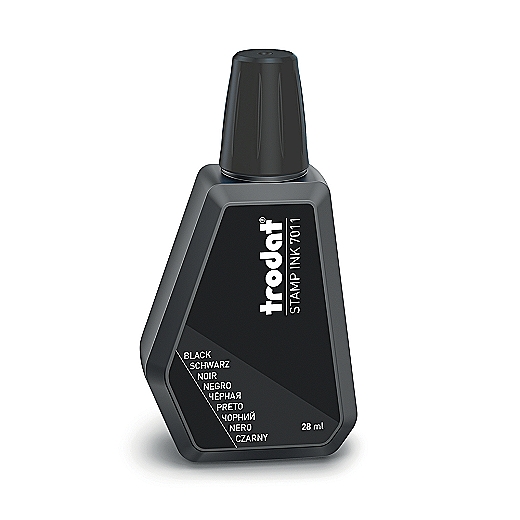 trodat®
STAMP INK 7011
BLACK
SCHWARZ
NOIR
NEGRO
ЧЁРНАЯ
PRETO
ЧОРНИЙ
NERO
CZARNY
28 ml